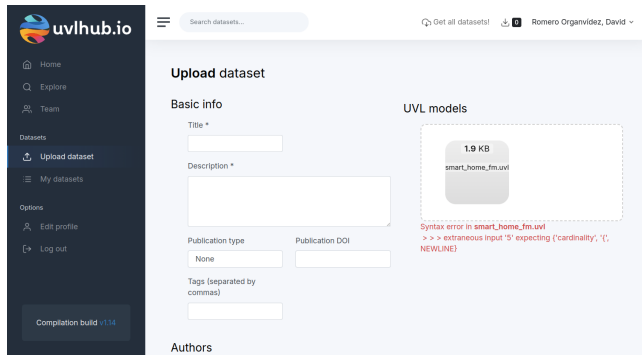 uvlhub.io
Search datasets...
Get all datasets! 0 Romero Organvídez, David
Home
Explore
Team
Datasets
Upload dataset
My datasets
Options
Edit profile
Log out
Compilation build v1.14
Upload dataset
Basic info
Title *
Description *
Publication type Publication DOI
None
Tags (separated by
commas)
Authors
UVL models
1.9 KB
smart_home_fm.uvl
Syntax error in smart_home_fm.uvl
> > > extraneous input '5' expecting {'cardinality', '{',
NEWLINE}